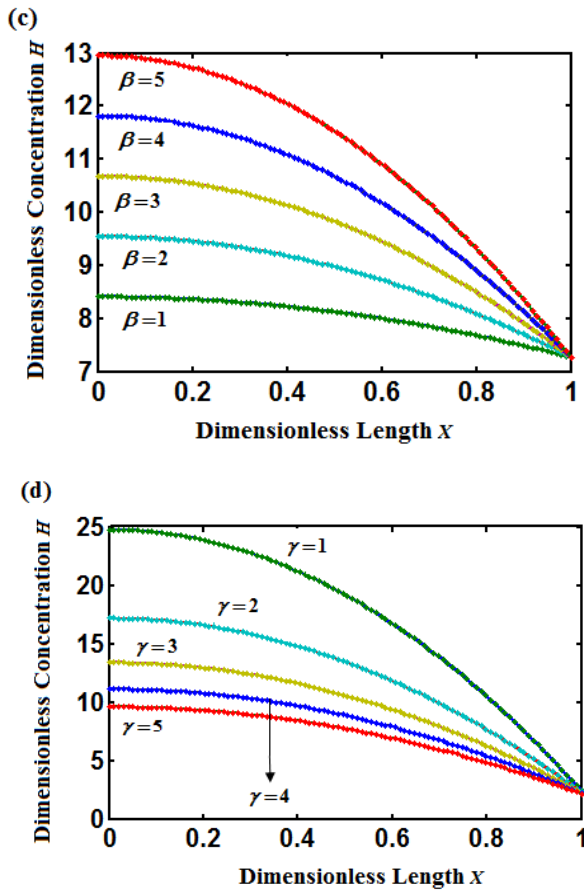 (c)
Dimensionless Concentration H
13
12
11
10
9
8
7
β=5
β=4
β=3
β=2
β=1
0 0.2 0.4 0.6 0.8 1
Dimensionless Length X
(d)
Dimensionless Concentration H
25
20
15
10
5
0
γ=1
γ=2
γ=3
γ=5
γ=4
0 0.2 0.4 0.6 0.8 1
Dimensionless Length X